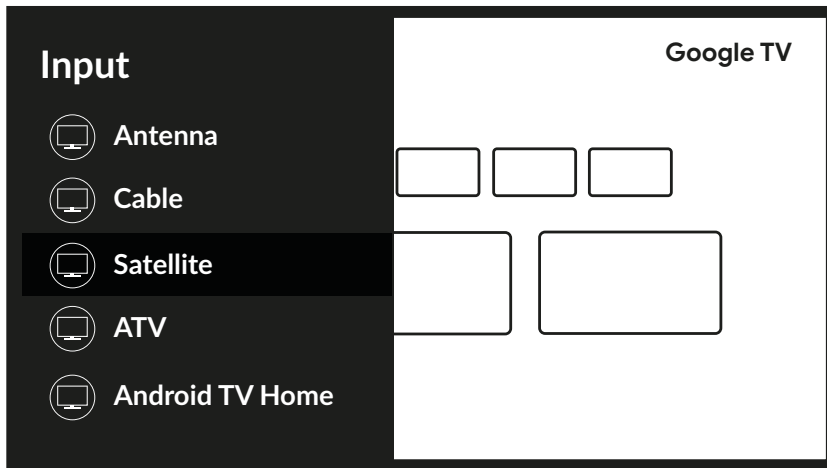 Input
Google TV
Antenna
Cable
Satellite
ATV
Android TV Home